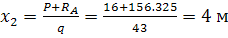 x₂ = (P+R_A)/q = (16+156.325)/43 = 4 м